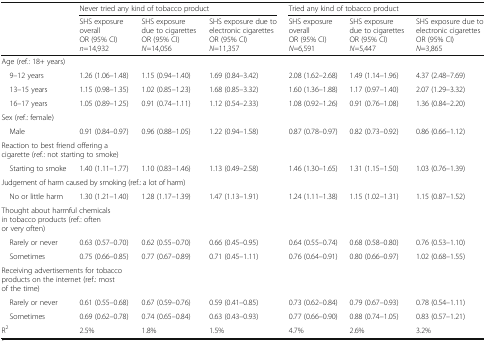 Never tried any kind of tobacco product Tried any kind of tobacco product
SHS exposure SHS exposure SHS exposure due to SHS exposure SHS exposure SHS exposure due to
overall due to cigarettes electronic cigarettes overall due to cigarettes electronic cigarettes
OR (95% CI) OR (95% CI) OR (95% CI) OR (95% CI) OR (95% CI) OR (95% CI)
n=14,932 N=14,056 N=11,357 N=6,591 N=5,447 N=3,865
Age (ref.: 18+ years)
9–12 years 1.26 (1.06–1.48) 1.15 (0.94–1.40) 1.69 (0.84–3.42) 2.08 (1.62–2.68) 1.49 (1.14–1.96) 4.37 (2.48–7.69)
13–15 years 1.15 (0.98–1.35) 1.02 (0.85–1.23) 1.68 (0.85–3.32) 1.60 (1.36–1.88) 1.17 (0.97–1.40) 2.07 (1.29–3.32)
16–17 years 1.05 (0.89–1.25) 0.91 (0.74–1.11) 1.12 (0.54–2.33) 1.08 (0.92–1.26) 0.91 (0.76–1.08) 1.36 (0.84–2.20)
Sex (ref.: female)
Male 0.91 (0.84–0.97) 0.96 (0.88–1.05) 1.22 (0.94–1.58) 0.87 (0.78–0.97) 0.82 (0.73–0.92) 0.86 (0.66–1.12)
Reaction to best friend offering a
cigarette (ref.: not starting to smoke)
Starting to smoke 1.40 (1.11–1.77) 1.10 (0.83–1.46) 1.13 (0.49–2.58) 1.46 (1.30–1.65) 1.31 (1.15–1.50) 1.03 (0.76–1.39)
Judgement of harm caused by smoking (ref.: a lot of harm)
No or little harm 1.30 (1.21–1.40) 1.28 (1.17–1.39) 1.47 (1.13–1.91) 1.24 (1.11–1.38) 1.15 (1.02–1.31) 1.15 (0.87–1.52)
Thought about harmful chemicals
in tobacco products (ref.: often
or very often)
Rarely or never 0.63 (0.57–0.70) 0.62 (0.55–0.70) 0.66 (0.45–0.95) 0.64 (0.55–0.74) 0.68 (0.58–0.80) 0.76 (0.53–1.10)
Sometimes 0.75 (0.66–0.85) 0.77 (0.67–0.89) 0.71 (0.45–1.11) 0.76 (0.64–0.91) 0.80 (0.66–0.97) 1.02 (0.68–1.55)
Receiving advertisements for tobacco
products on the internet (ref.: most
of the time)
Rarely or never 0.61 (0.55–0.68) 0.67 (0.59–0.76) 0.59 (0.41–0.85) 0.73 (0.62–0.84) 0.79 (0.67–0.93) 0.78 (0.54–1.11)
Sometimes 0.69 (0.62–0.78) 0.74 (0.65–0.84) 0.63 (0.43–0.93) 0.77 (0.66–0.90) 0.88 (0.74–1.05) 0.83 (0.57–1.21)
R² 2.5% 1.8% 1.5% 4.7% 2.6% 3.2%